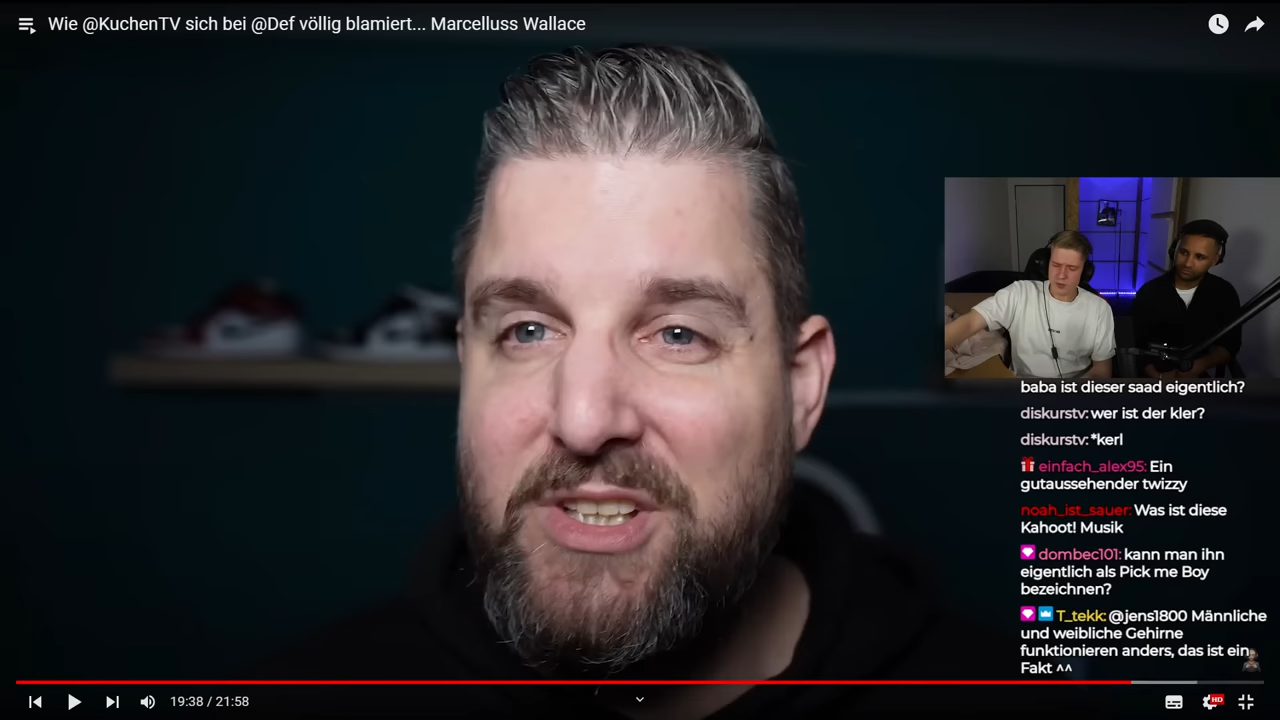 Wie @KuchenTV sich bei @Def völlig blamiert... Marcelluss Wallace
baba ist dieser saad eigentlich?
diskurstv: wer ist der kler?
diskurstv: *kerl
einfach_alex95: Ein
gutaussehender twizzy
noah_ist_sauer: Was ist diese
Kahoot! Musik
dombec101: kann man ihn
eigentlich als Pick me Boy
bezeichnen?
T_tekk: @jens1800 Männliche
und weibliche Gehirne
funktionieren anders, das ist ein
Fakt ^^
19:38 / 21:58
HD